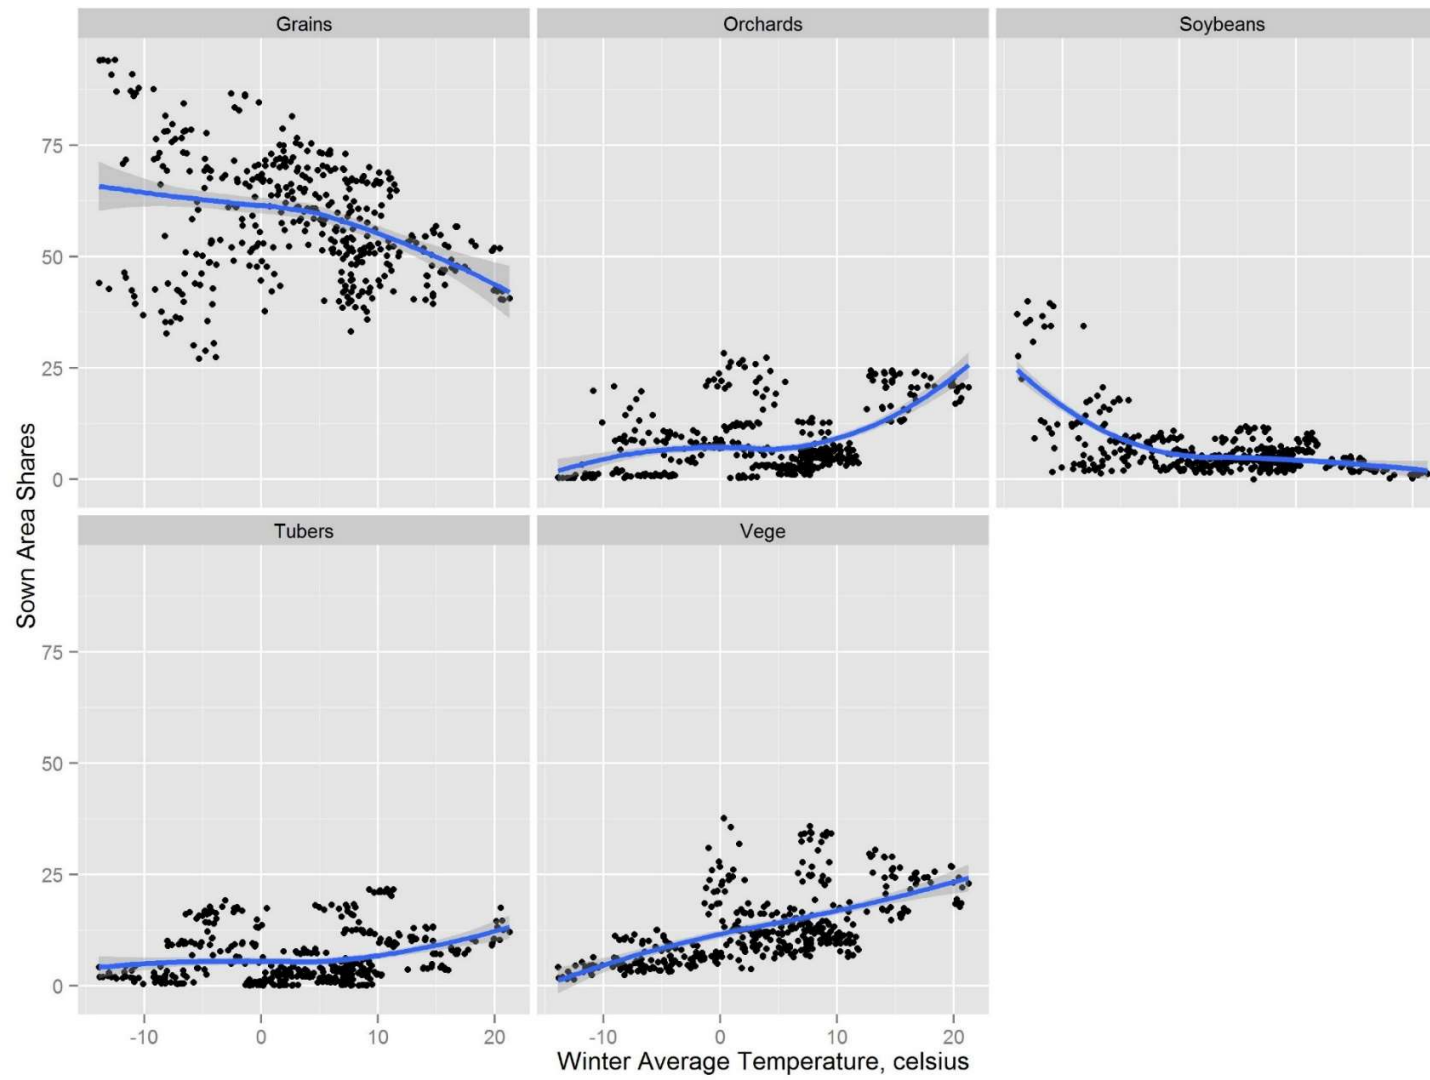 Grains
Orchards
Soybeans
75
50
25
0
Sown Area Shares
Tubers
Vege
75
50
25
0
-10 0 10 20
-10 0 10 20
Winter Average Temperature, celsius